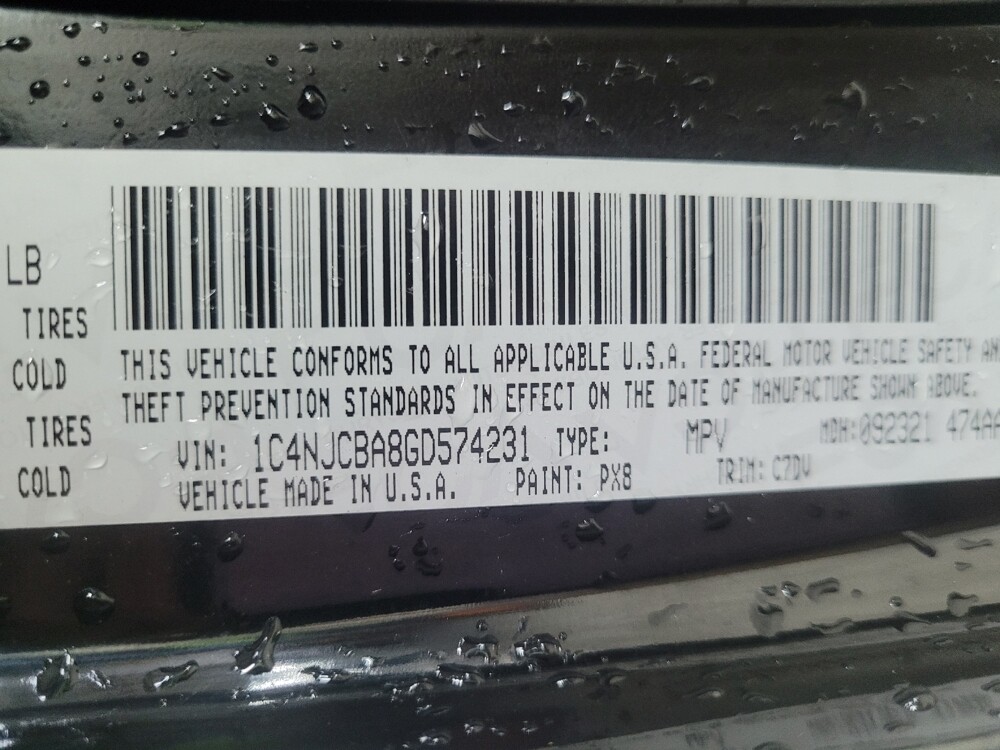 LB
TIRES
COLD
TIRES
COLD
THIS VEHICLE CONFORMS TO ALL APPLICABLE U.S.A. FEDERAL MOTOR VEHICLE SAFETY AN
THEFT PREVENTION STANDARDS IN EFFECT ON THE DATE OF MANUFACTURE SHOWN ABOVE.
VIN: 1C4NJCBA8GD574231 TYPE: MPV MDH:092321 474AA
VEHICLE MADE IN U.S.A. PAINT: PX8 TRIM: C7DV